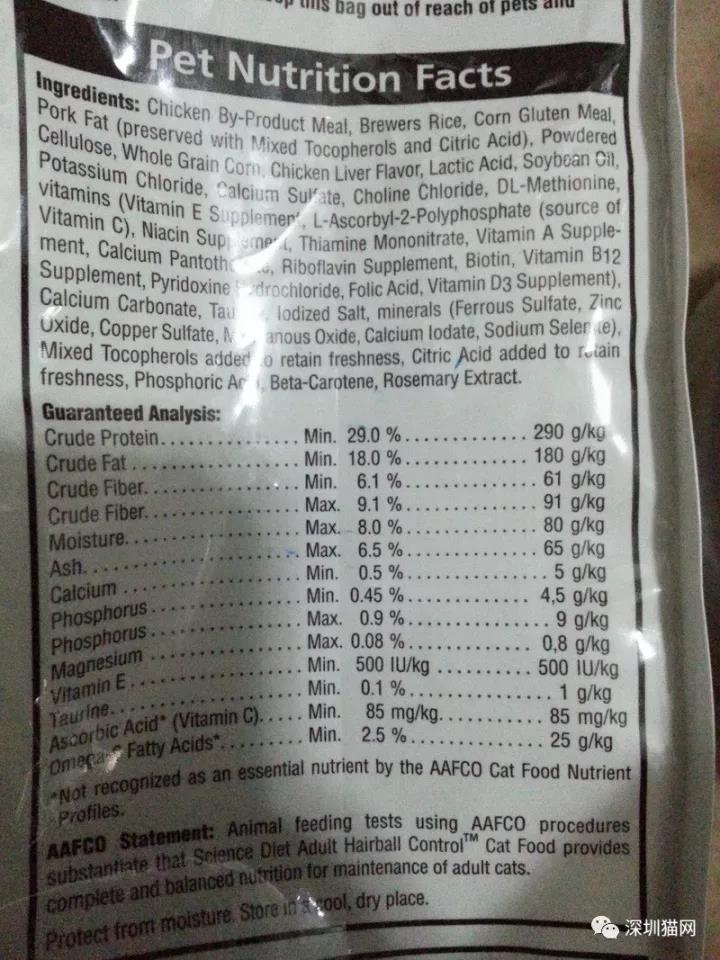 this bag out of reach of pets and
Pet Nutrition Facts
Ingredients: Chicken By-Product Meal, Brewers Rice, Corn Gluten Meal,
Pork Fat (preserved with Mixed Tocopherols and Citric Acid), Powdered
Cellulose, Whole Grain Corn, Chicken Liver Flavor, Lactic Acid, Soybean Oil,
Potassium Chloride, Calcium Sulfate, Choline Chloride, DL-Methionine,
vitamins (Vitamin E Supplement, L-Ascorbyl-2-Polyphosphate (source of
Vitamin C), Niacin Supplement, Thiamine Mononitrate, Vitamin A Supple-
ment, Calcium Riboflavin Supplement, Biotin, Vitamin B12
Supplement, Pyridoxine Hydrochloride, Folic Acid, Vitamin D3 Supplement),
Calcium Carbonate, Iodized Salt, minerals (Ferrous Sulfate, Zinc
Oxide, Copper Sulfate, Oxide, Calcium Iodate, Sodium Selenite),
Mixed Tocopherols added to retain freshness, Citric Acid added to retain
freshness, Phosphoric Beta-Carotene, Rosemary Extract.
Guaranteed Analysis:
Crude Protein................ Min. 29.0 %............. 290 g/kg
Crude Fat .................... Min. 18.0 %............. 180 g/kg
Crude Fiber.................. Min. 6.1 %............... 61 g/kg
Crude Fiber.................. Max. 9.1 %............... 91 g/kg
Moisture..................... Max. 8.0 %............... 80 g/kg
Ash........................... Max. 6.5 %............... 65 g/kg
Calcium ..................... Min. 0.5 %................ 5 g/kg
Phosphorus .................. Min. 0.45 %.............. 4,5 g/kg
Phosphorus .................. Max. 0.9 %................ 9 g/kg
Magnesium .................. Max. 0.08 %.............. 0,8 g/kg
Vitamin E .................... Min. 500 IU/kg .......... 500 IU/kg
Taurine....................... Min. 0.1 %................ 1 g/kg
Ascorbic Acid* (Vitamin C)..... Min. 85 mg/kg........... 85 mg/kg
Fatty Acids*......... Min. 2.5 %............... 25 g/kg
*Not recognized as an essential nutrient by the AAFCO Cat Food Nutrient
Profiles.
AAFCO Statement: Animal feeding tests using AAFCO procedures
substantiate that Science Diet Adult Hairball Control™ Cat Food provides
complete and balanced nutrition for maintenance of adult cats.
Protect from moisture. Store in a cool, dry place.
深圳猫网